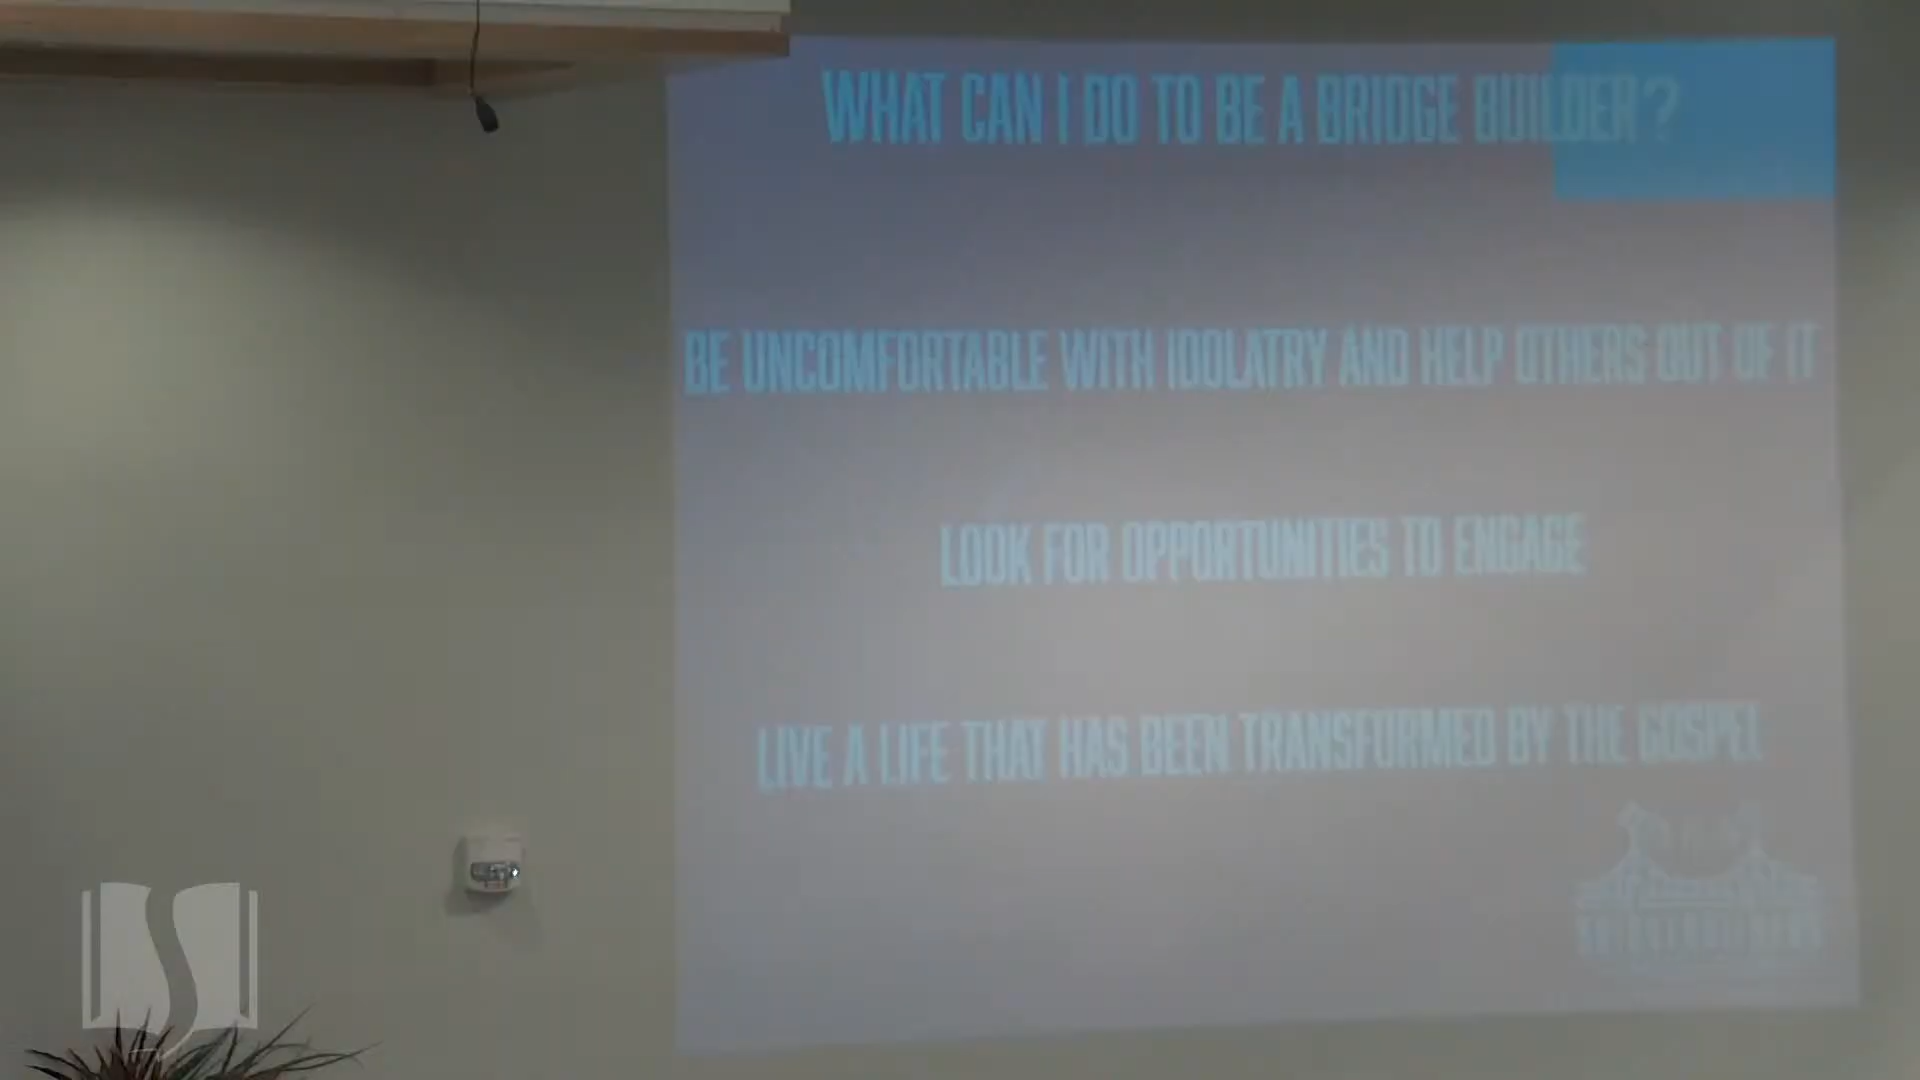 WHAT CAN I DO TO BE A BRIDGE BUILDER?
BE UNCOMFORTABLE WITH IDOLATRY AND HELP OTHERS OUT OF IT
LOOK FOR OPPORTUNITIES TO ENGAGE
LIVE A LIFE THAT HAS BEEN TRANSFORMED BY THE GOSPEL